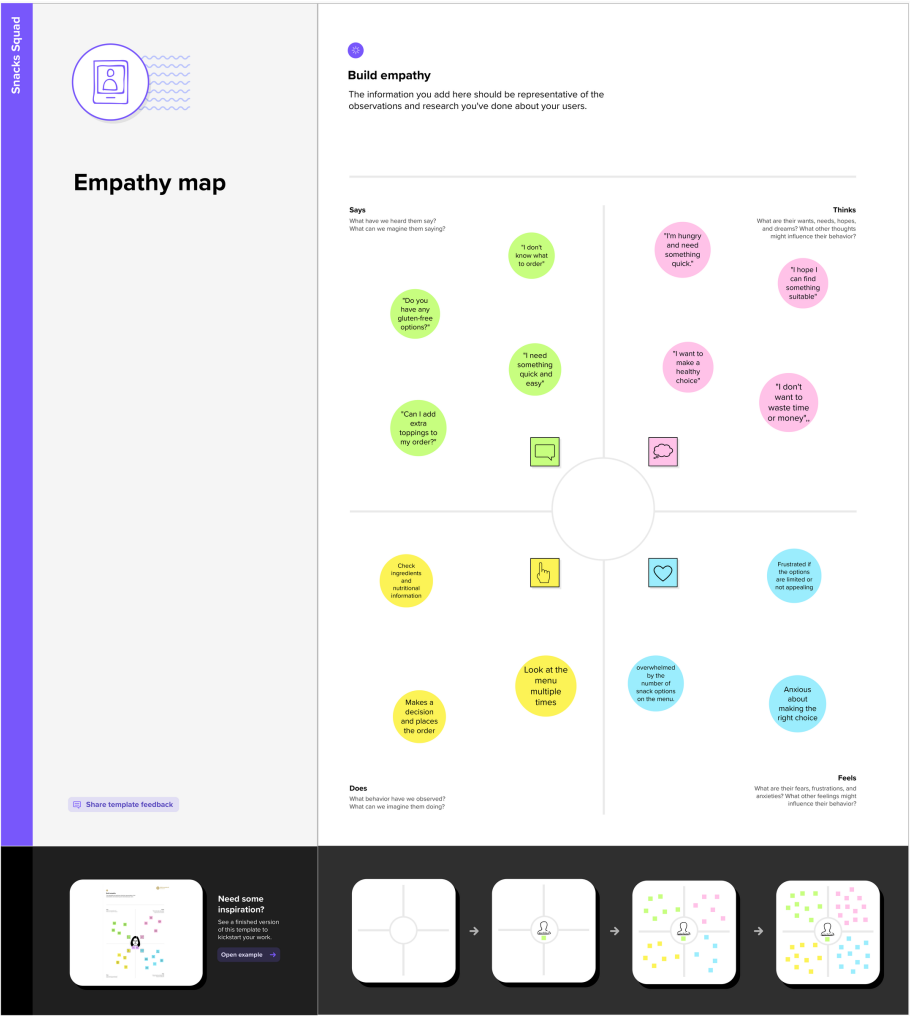 Snacks Squad
Empathy map
Build empathy
The information you add here should be representative of the
observations and research you've done about your users.
Says
What have we heard them say?
What can we magine them saying?
Thinks
What are their wants, needs, hopes,
and dreams? What other thoughts
might influence their behavior?
"I don't
know what
to order"
"Do you
have any
gluten-free
options?"
"I need
something
quick and
easy"
"Can I add
extra
toppings to
my order?"
"I'm hungry
and need
something
quick."
"I hope I
can find
something
suitable"
"I want to
make a
healthy
choice"
"I don't
want to
waste time
or money",,
Check
ingredients
and
nutritional
information
Look at the
menu
multiple
times
Makes a
decision
and places
the order
Frustrated if
the options
are limited or
not appealing
overwhelmed
by the
number of
snack options
on the menu.
Anxious
about
making the
right choice
Does
What behavior have we observed?
What can we imagine them doing?
Feels
What are their fears, frustrations, and
anxieties? What other feelings might
influence their behavior?
Share template feedback
Need some
inspiration?
See a finished version
of this template to
kickstart your work.
Open example